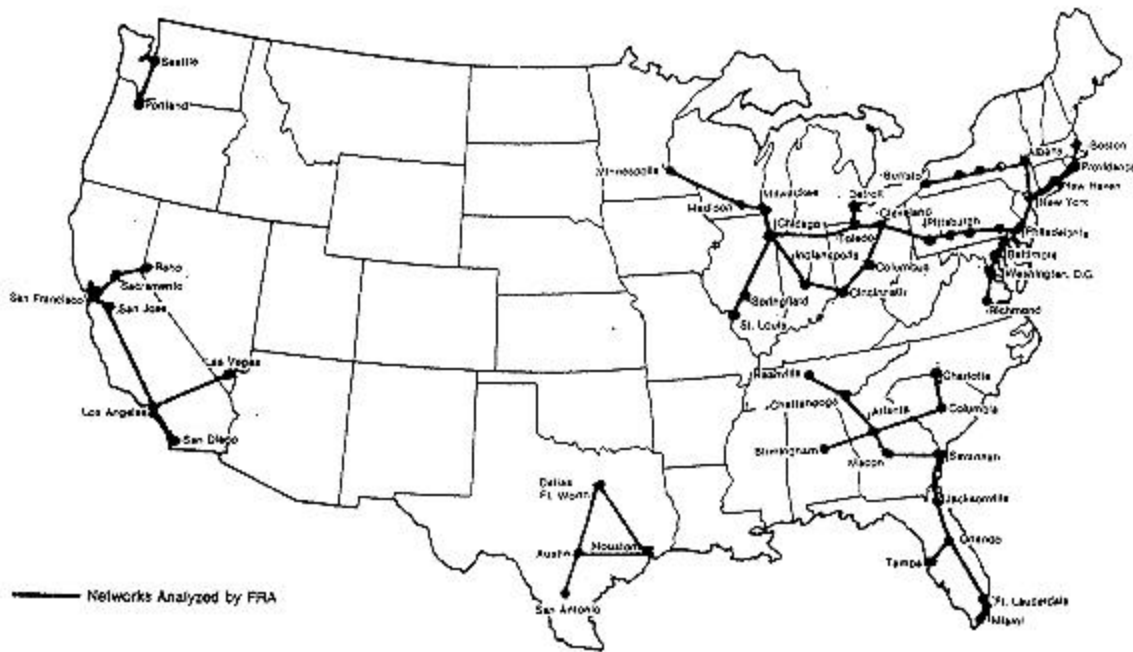 Seattle
Portland
Minneapolis
Madison
Milwaukee
Chicago
Detroit
Toledo
Cleveland
Buffalo
Albany
Boston
Providence
New Haven
New York
Pittsburgh
Philadelphia
Baltimore
Washington, D.C.
Richmond
Indianapolis
Columbus
Cincinnati
Springfield
St. Louis
Reno
Sacramento
San Francisco
San Jose
Las Vegas
Los Angeles
San Diego
Nashville
Chattanooga
Atlanta
Charlotte
Columbia
Birmingham
Macon
Savannah
Jacksonville
Orlando
Tampa
Ft. Lauderdale
Miami
Dallas
Ft. Worth
Austin
Houston
San Antonio
Networks Analyzed by FRA